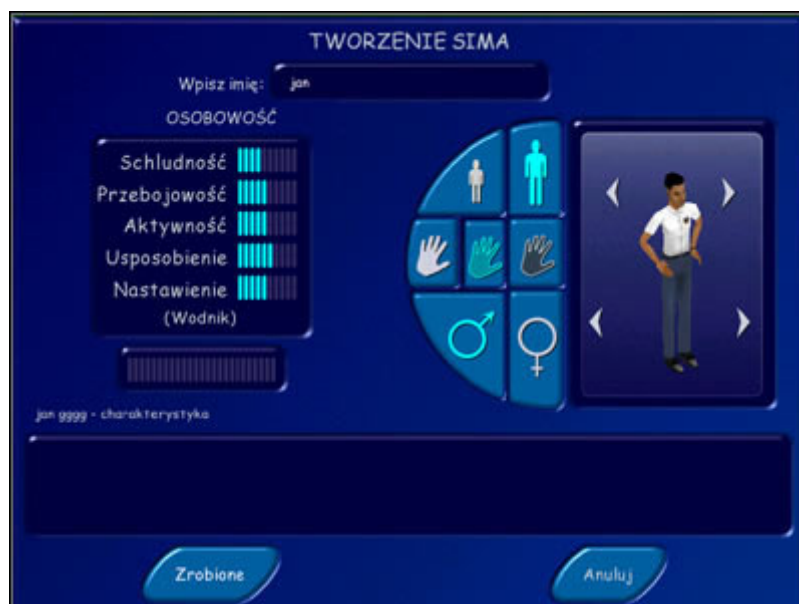 TWORZENIE SIMA
Wpisz imię: jan
OSOBOWOŚĆ
Schludność
Przebojowość
Aktywność
Usposobienie
Nastawienie
(Wodnik)
jan gggg - charakterystyka
Zrobione
Anuluj